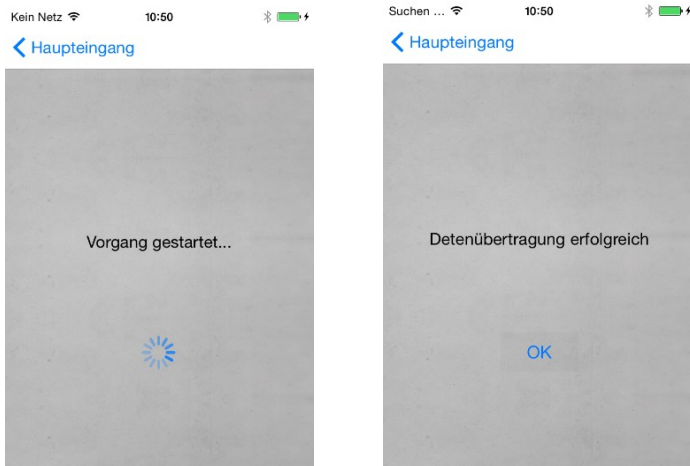 Kein Netz 10:50
Haupteingang
Vorgang gestartet...
Suchen ... 10:50
Haupteingang
Detenübertragung erfolgreich
OK